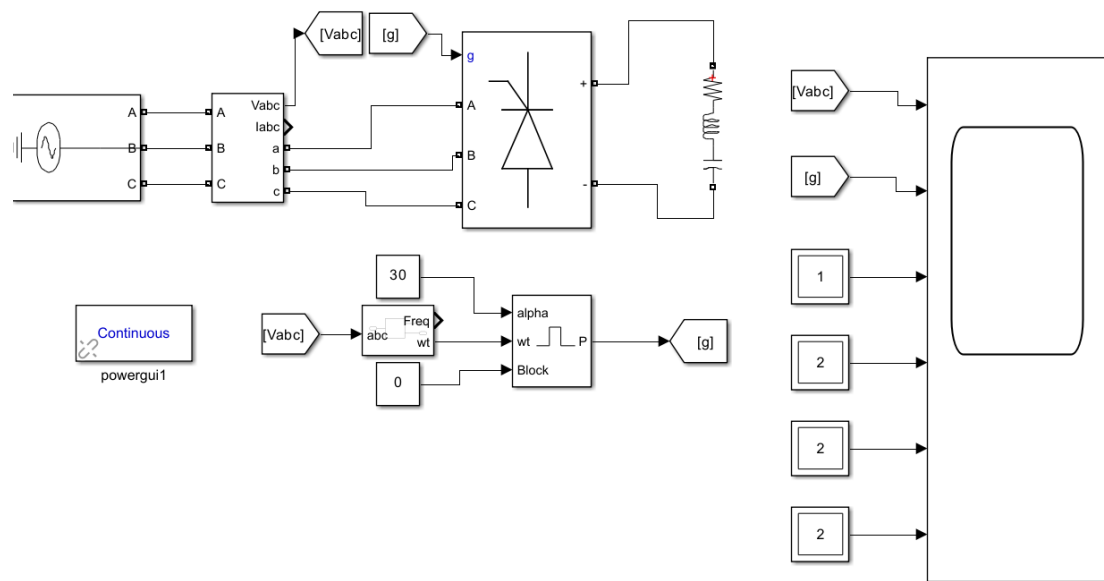 [Vabc]
[g]
g
A
B
C
+
-
A
B
C
A
B
C
Vabc
Iabc
a
b
c
[Vabc]
[g]
1
2
2
2
30
0
[Vabc]
Freq
abc
wt
alpha
wt
Block
P
[g]
Continuous
powergui1